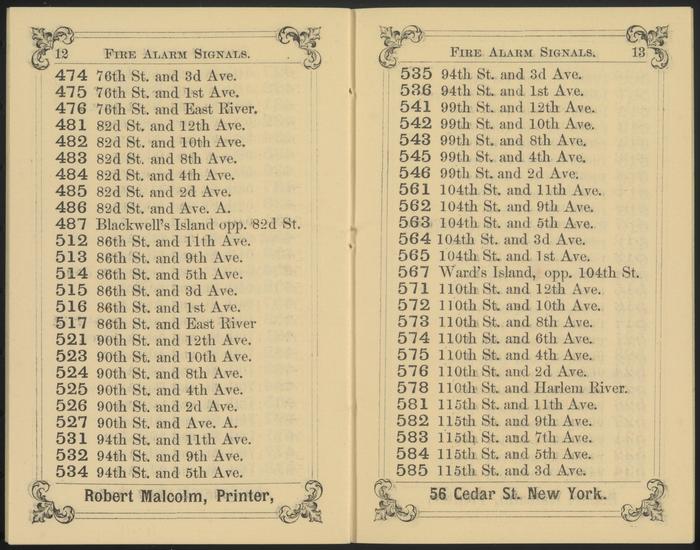 12 FIRE ALARM SIGNALS.
474 76th St. and 3d Ave.
475 76th St. and 1st Ave.
476 76th St. and East River.
481 82d St. and 12th Ave.
482 82d St. and 10th Ave.
483 82d St. and 8th Ave.
484 82d St. and 4th Ave.
485 82d St. and 2d Ave.
486 82d St. and Ave. A.
487 Blackwell's Island opp. 82d St.
512 86th St. and 11th Ave.
513 86th St. and 9th Ave.
514 86th St. and 5th Ave.
515 86th St. and 3d Ave.
516 86th St. and 1st Ave.
517 86th St. and East River
521 90th St. and 12th Ave.
523 90th St. and 10th Ave.
524 90th St. and 8th Ave.
525 90th St. and 4th Ave.
526 90th St. and 2d Ave.
527 90th St. and Ave. A.
531 94th St. and 11th Ave.
532 94th St. and 9th Ave.
534 94th St. and 5th Ave.
Robert Malcolm, Printer,
FIRE ALARM SIGNALS. 13
535 94th St. and 3d Ave.
536 94th St. and 1st Ave.
541 99th St. and 12th Ave.
542 99th St. and 10th Ave.
543 99th St. and 8th Ave.
545 99th St. and 4th Ave.
546 99th St. and 2d Ave.
561 104th St. and 11th Ave.
562 104th St. and 9th Ave.
563 104th St. and 5th Ave.
564 104th St. and 3d Ave.
565 104th St. and 1st Ave.
567 Ward's Island, opp. 104th St.
571 110th St. and 12th Ave.
572 110th St. and 10th Ave.
573 110th St. and 8th Ave.
574 110th St. and 6th Ave.
575 110th St. and 4th Ave.
576 110th St. and 2d Ave.
578 110th St. and Harlem River.
581 115th St. and 11th Ave.
582 115th St. and 9th Ave.
583 115th St. and 7th Ave.
584 115th St. and 5th Ave.
585 115th St. and 3d Ave.
56 Cedar St. New York.